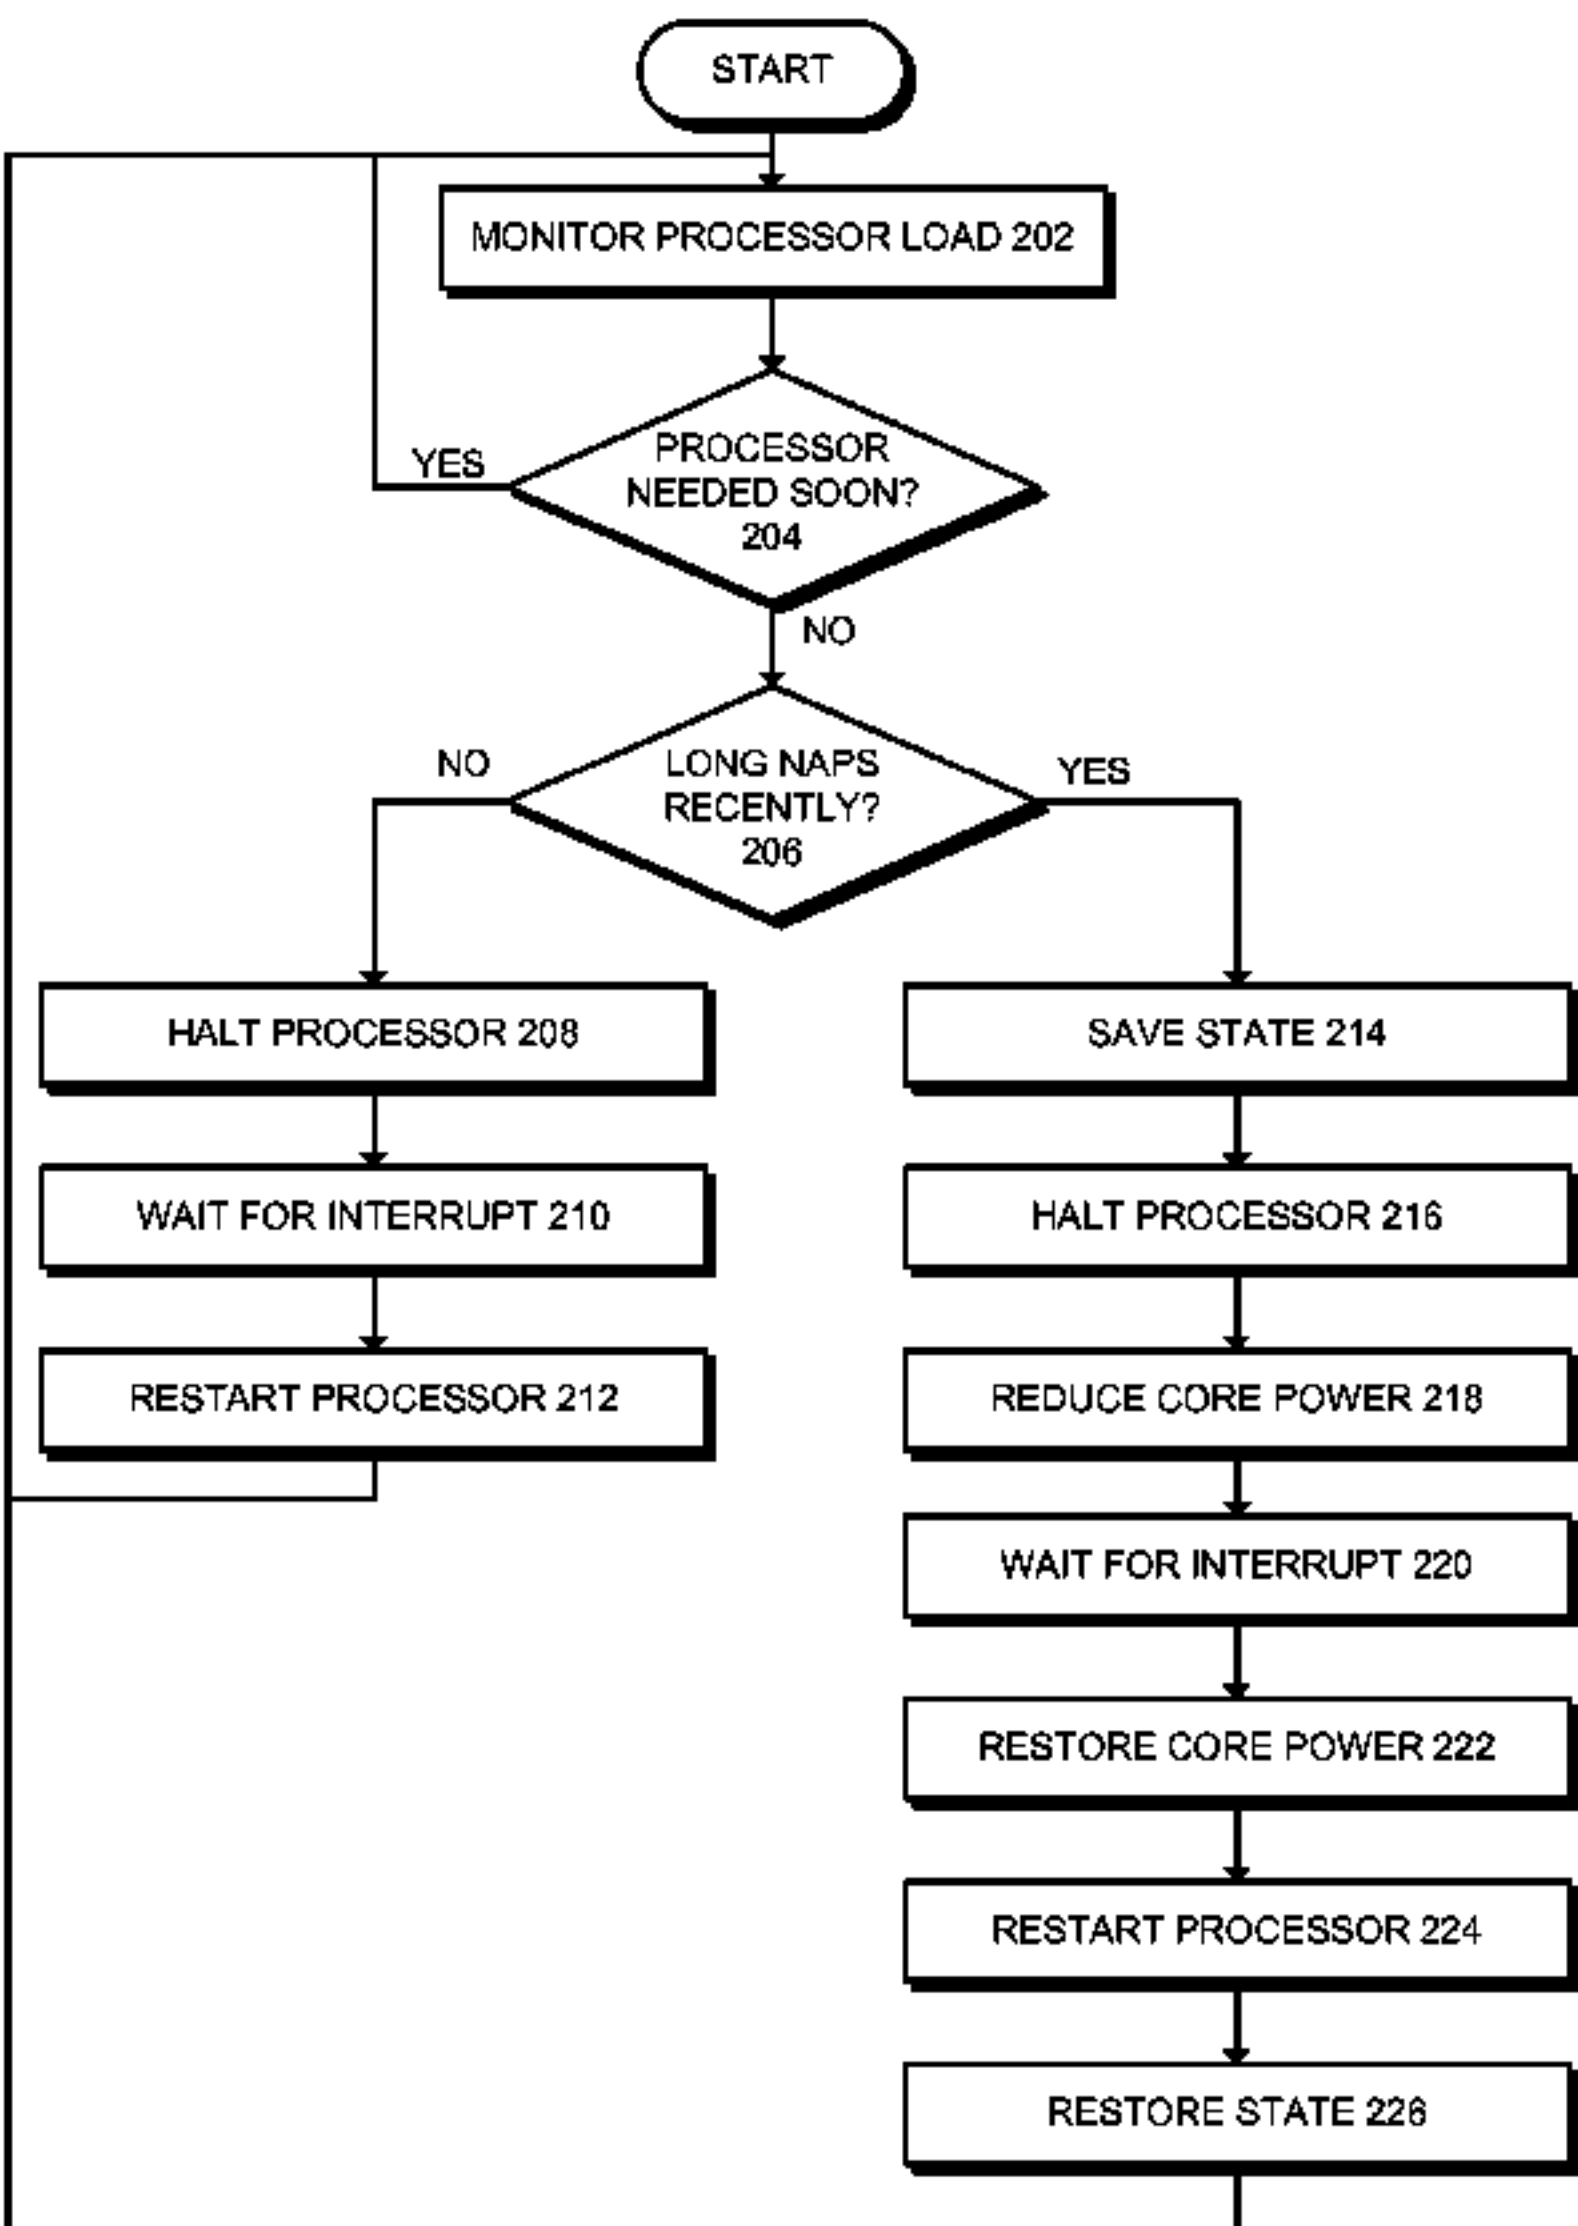 START
MONITOR PROCESSOR LOAD 202
YES
PROCESSOR
NEEDED SOON?
204
NO
NO
LONG NAPS
RECENTLY?
206
YES
HALT PROCESSOR 208
WAIT FOR INTERRUPT 210
RESTART PROCESSOR 212
SAVE STATE 214
HALT PROCESSOR 216
REDUCE CORE POWER 218
WAIT FOR INTERRUPT 220
RESTORE CORE POWER 222
RESTART PROCESSOR 224
RESTORE STATE 226